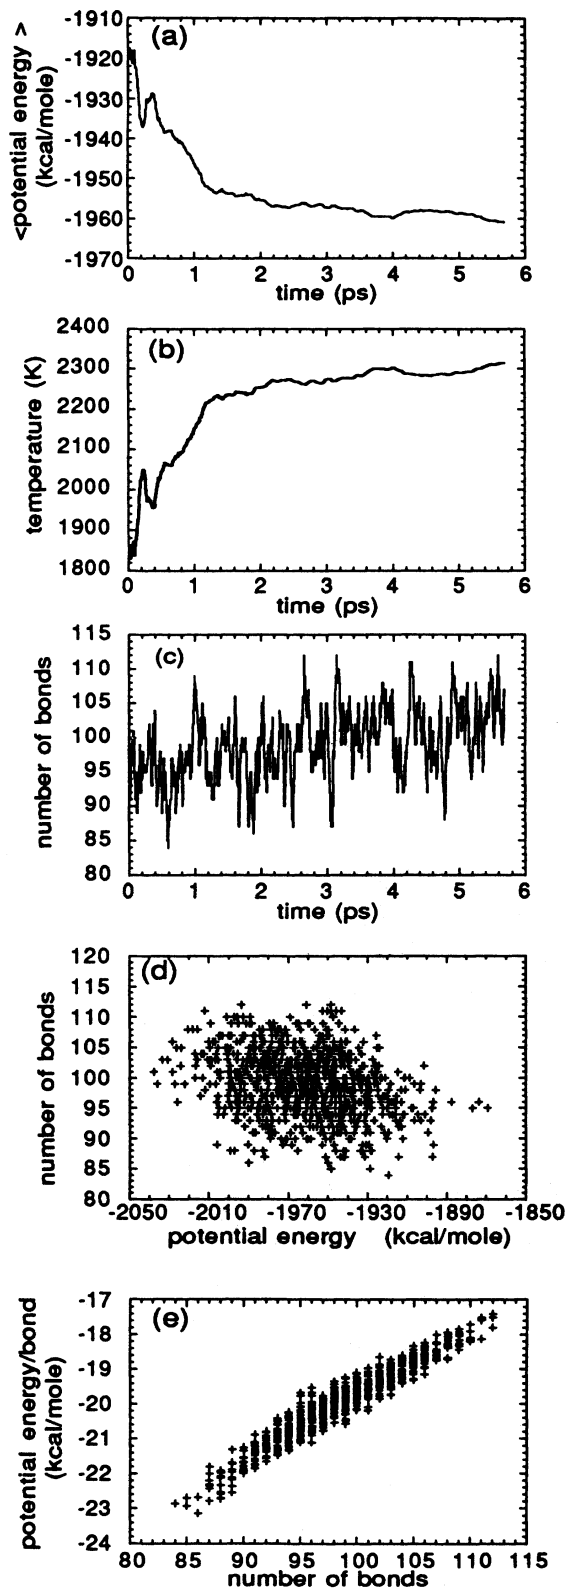 (a)
<potential energy >
(kcal/mole)
-1910
-1920
-1930
-1940
-1950
-1960
-1970
0 1 2 3 4 5 6
time (ps)
(b)
temperature (K)
2400
2300
2200
2100
2000
1900
1800
0 1 2 3 4 5 6
time (ps)
(c)
number of bonds
115
110
105
100
95
90
85
80
0 1 2 3 4 5 6
time (ps)
(d)
number of bonds
120
115
110
105
100
95
90
85
80
-2050 -2010 -1970 -1930 -1890 -1850
potential energy (kcal/mole)
(e)
potential energy/bond
(kcal/mole)
-17
-18
-19
-20
-21
-22
-23
-24
80 85 90 95 100 105 110 115
number of bonds